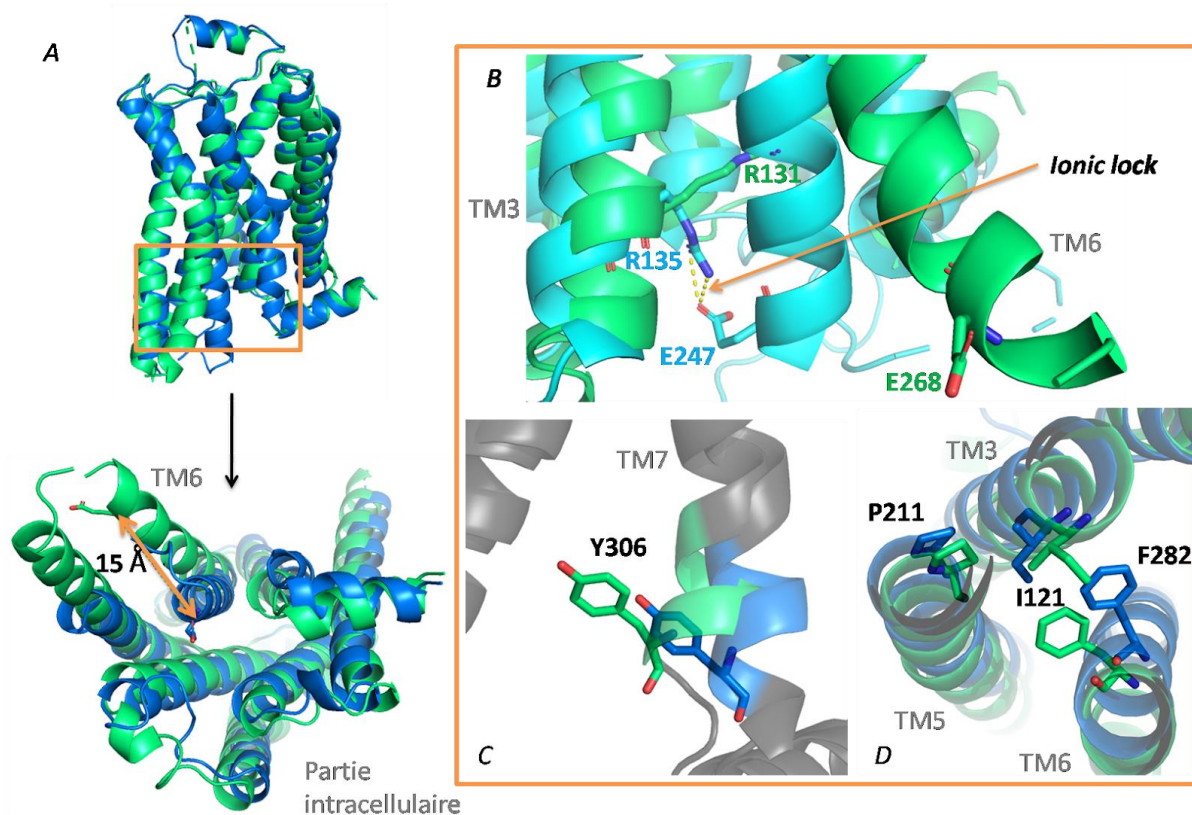 A
TM6
15 Å
Partie
intracellulaire
B
R131
Ionic lock
TM3
TM6
R135
E247
E268
TM7
Y306
C
TM3
P211
F282
I121
TM5
D
TM6